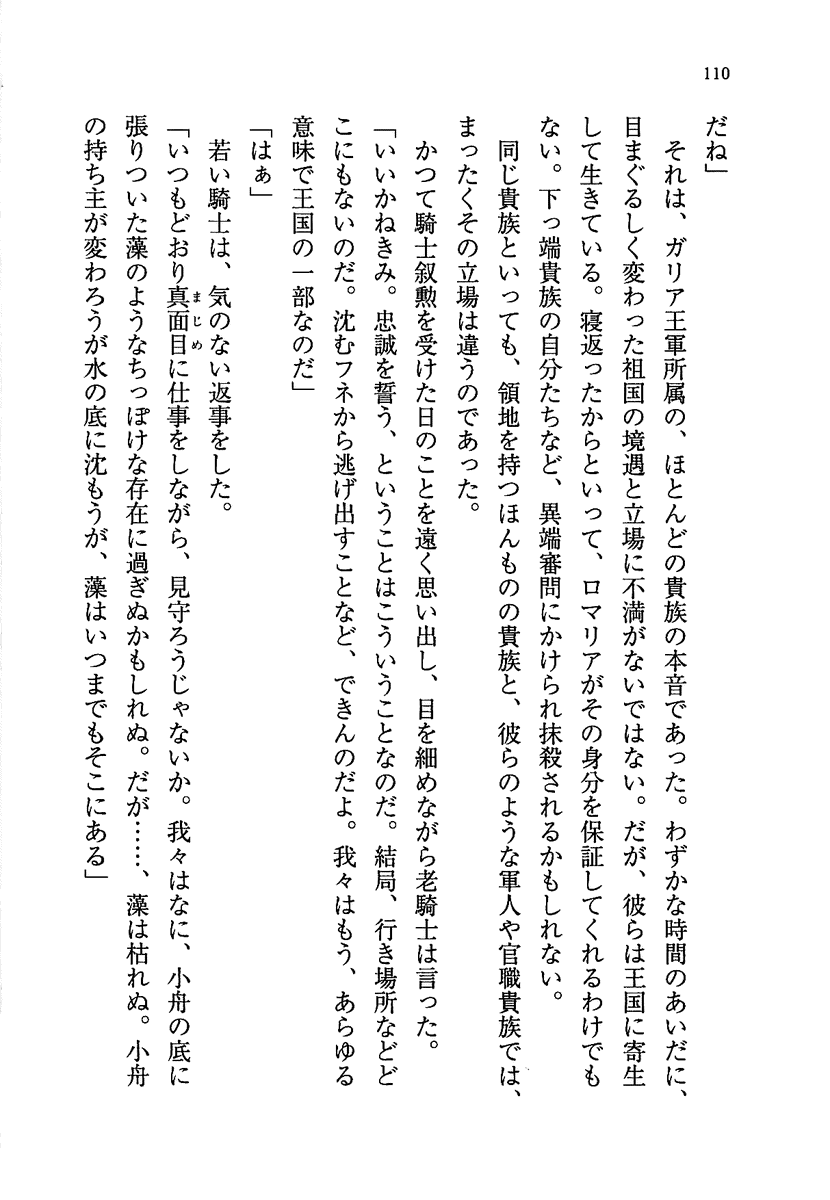 110
だね」
　それは、ガリア王軍所属の、ほとんどの貴族の本音であった。わずかな時間のあいだに、
目まぐるしく変わった祖国の境遇と立場に不満がないではない。だが、彼らは王国に寄生
して生きている。寝返ったからといって、ロマリアがその身分を保証してくれるわけでも
ない。下っ端貴族の自分たちなど、異端審問にかけられ抹殺されるかもしれない。
　同じ貴族といっても、領地を持つほんものの貴族と、彼らのような軍人や官職貴族では、
まったくその立場は違うのであった。
　かつて騎士叙勲を受けた日のことを遠く思い出し、目を細めながら老騎士は言った。
「いいかねきみ。忠誠を誓う、ということはこういうことなのだ。結局、行き場所などど
こにもないのだ。沈むフネから逃げ出すことなど、できんのだよ。我々はもう、あらゆる
意味で王国の一部なのだ」
「はぁ」
　若い騎士は、気のない返事をした。
「いつもどおり真面目まじめに仕事をしながら、見守ろうじゃないか。我々はなに、小舟の底に
張りついた藻のようなちっぽけな存在に過ぎぬかもしれぬ。だが……、藻は枯れぬ。小舟
の持ち主が変わろうが水の底に沈もうが、藻はいつまでもそこにある」